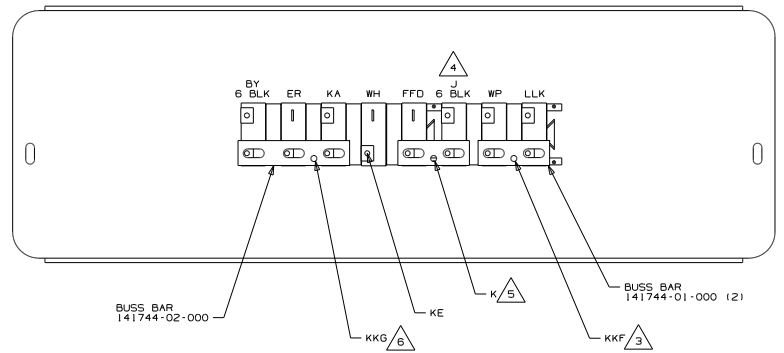 4
BY J
6 BLK ER KA WH FFD 6 BLK WP LLK
BUSS BAR
141744-02-000
KKG 6
KE
K 5
KKF 3
BUSS BAR
141744-01-000 (2)